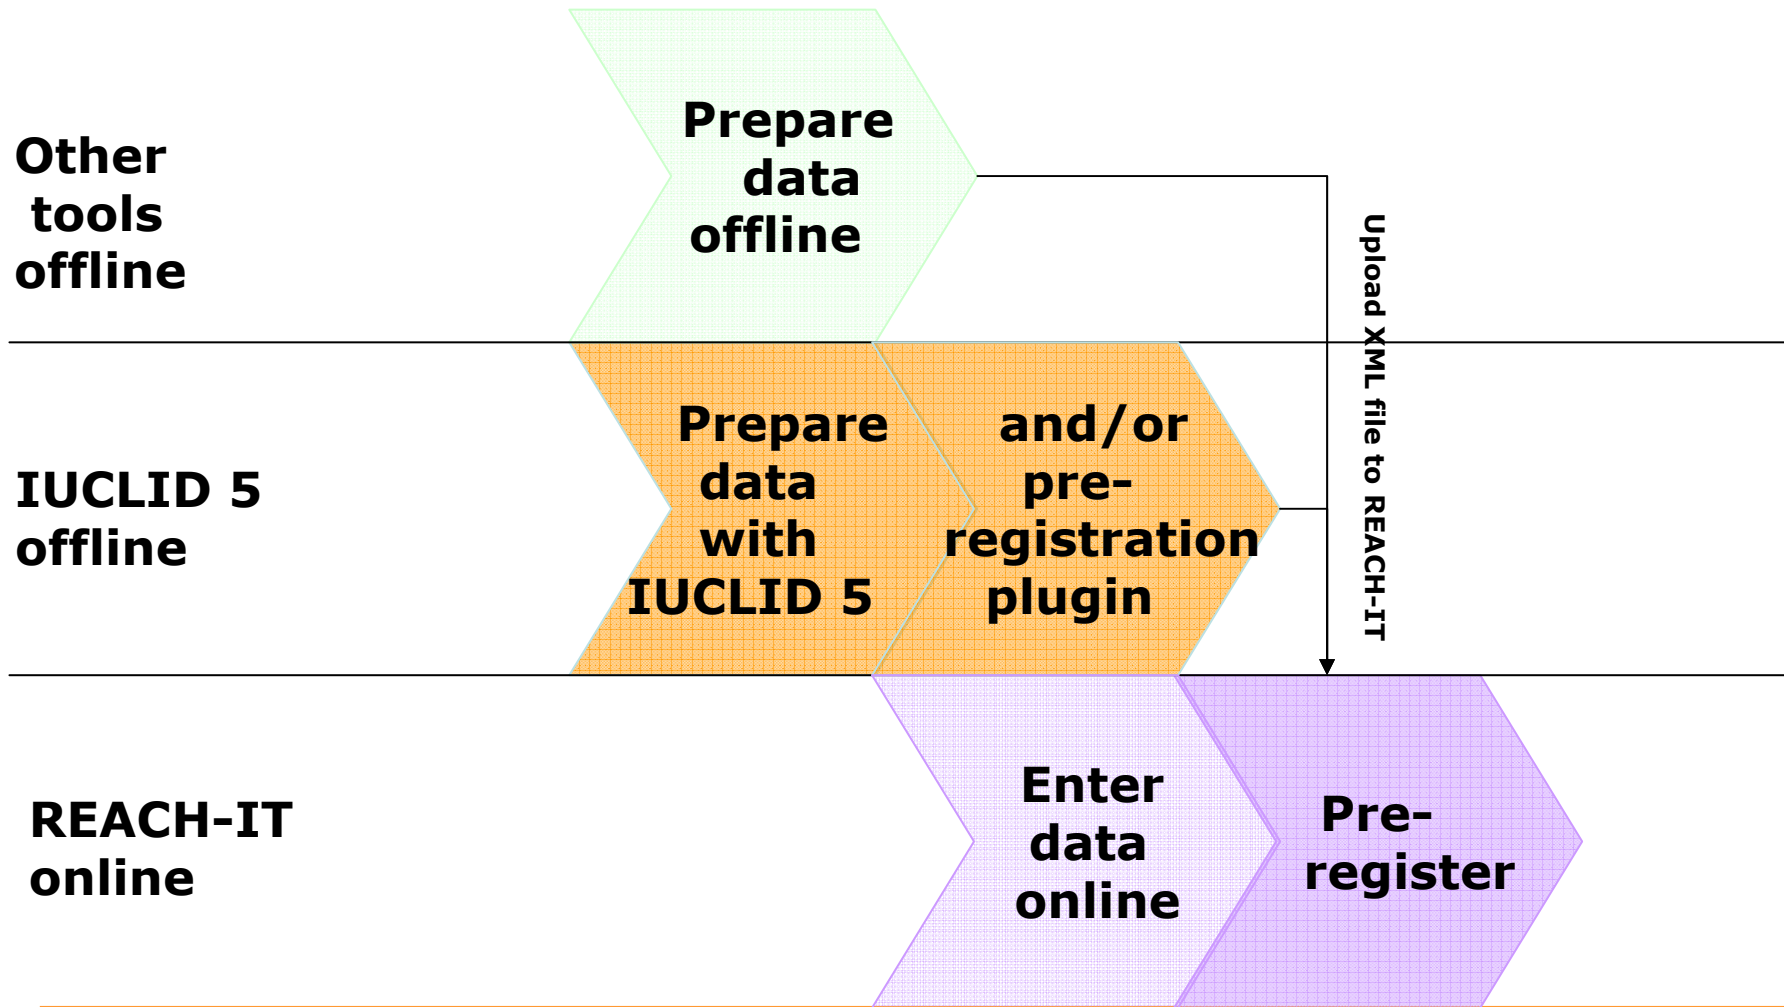 Other
tools
offline
Prepare
data
offline
Upload XML file to REACH-IT
IUCLID 5
offline
Prepare
data
with
IUCLID 5
and/or
pre-
registration
plugin
REACH-IT
online
Enter
data
online
Pre-
register